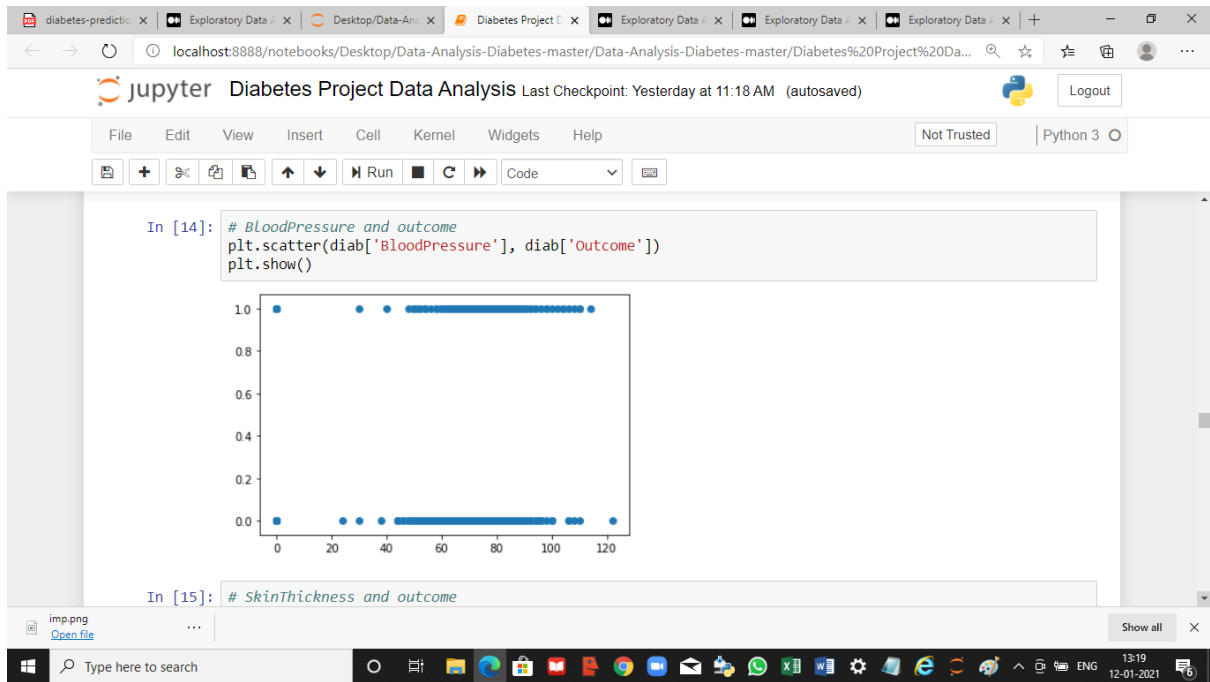 diabetes-predictio
Exploratory Data A
Desktop/Data-Ana
Diabetes Project D
Exploratory Data A
Exploratory Data A
Exploratory Data A
localhost:8888/notebooks/Desktop/Data-Analysis-Diabetes-master/Data-Analysis-Diabetes-master/Diabetes%20Project%20Da...
jupyter Diabetes Project Data Analysis Last Checkpoint: Yesterday at 11:18 AM (autosaved)
Logout
File Edit View Insert Cell Kernel Widgets Help
Not Trusted
Python 3
Run
Code
In [14]: # BloodPressure and outcome
plt.scatter(diab['BloodPressure'], diab['Outcome'])
plt.show()
1.0
0.8
0.6
0.4
0.2
0.0
0 20 40 60 80 100 120
In [15]: # SkinThickness and outcome
imp.png
Open file
...
Show all
Type here to search
ENG
13:19
12-01-2021
6